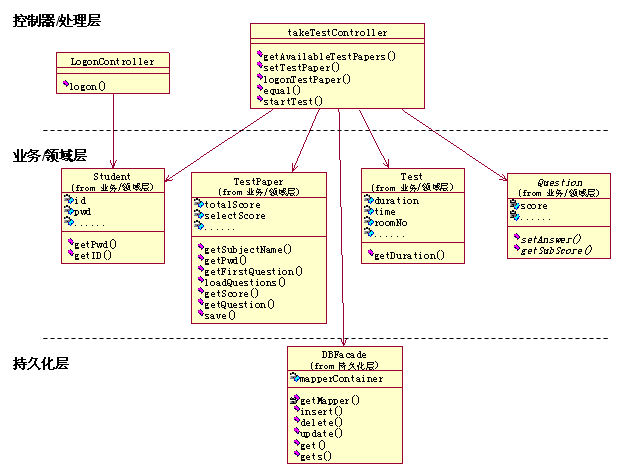 控制器/处理层
takeTestController
getAvailableTestPapers()
setTestPaper()
logonTestPaper()
equal()
startTest()
LogonController
logon()
业务/领域层
Student
(from 业务/领域层)
id
pwd
......
getPwd()
getID()
TestPaper
(from 业务/领域层)
totalScore
selectScore
......
getSubjectName()
getPwd()
getFirstQuestion()
loadQuestions()
getScore()
getQuestion()
save()
Test
(from 业务/领域层)
duration
time
roomNo
......
getDuration()
Question
(from 业务/领域层)
score
......
setAnswer()
getSubScore()
持久化层
DBFacade
(from 持久化层)
mapperContainer
getMapper()
insert()
delete()
update()
get()
gets()